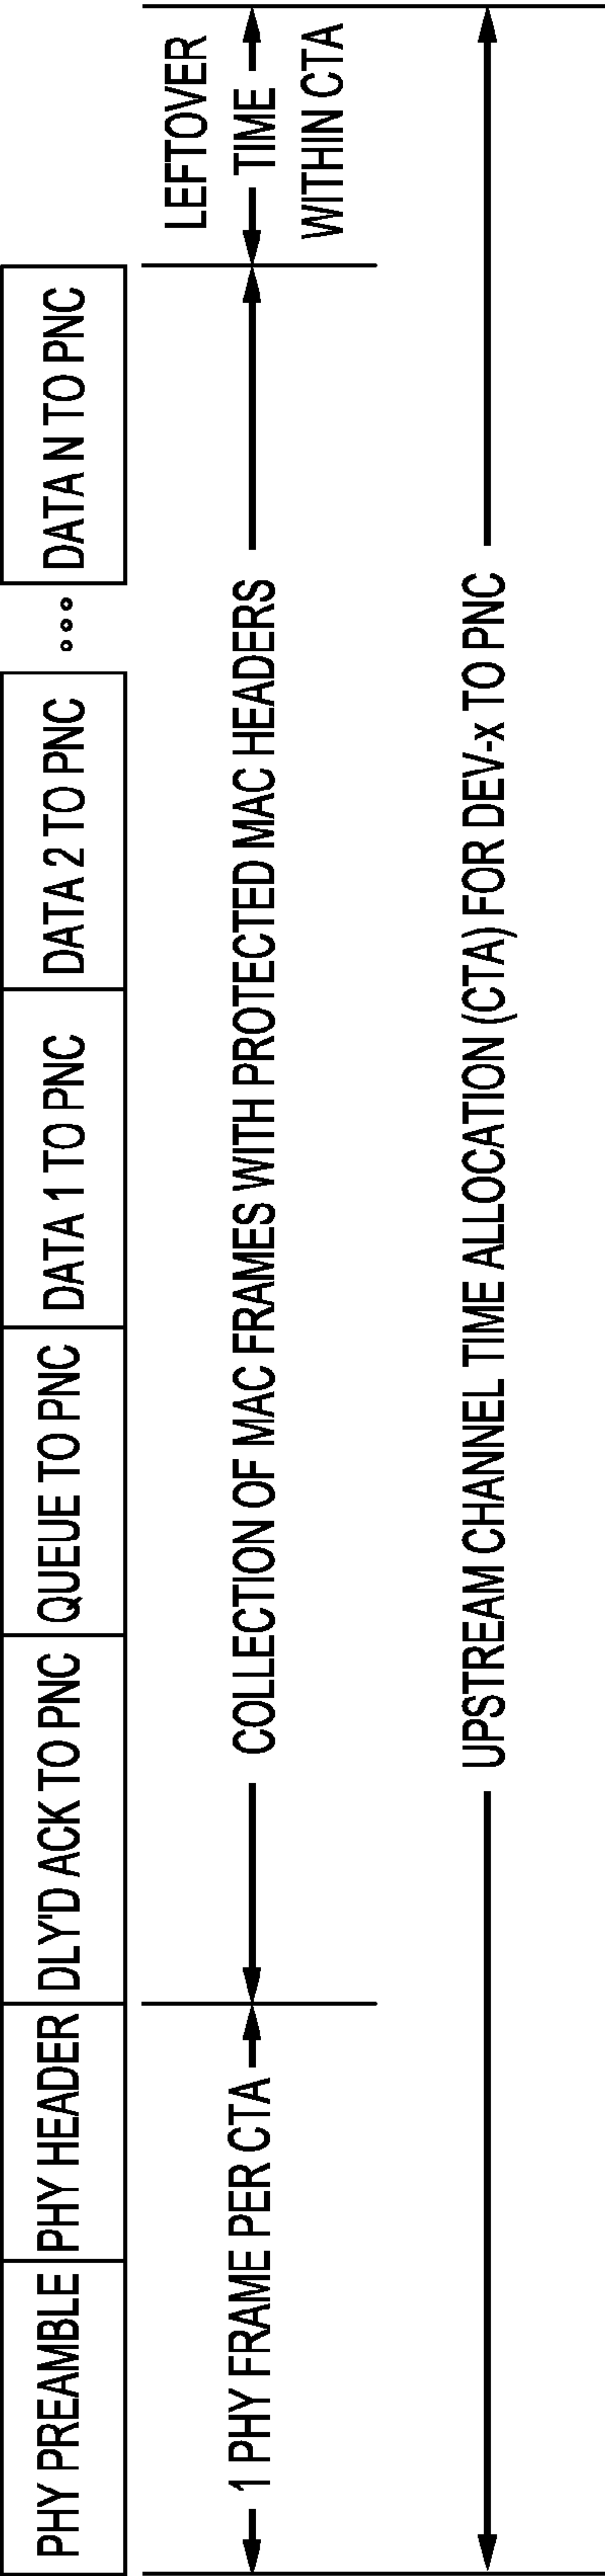 PHY PREAMBLE
PHY HEADER
DLY'D ACK TO PNC
QUEUE TO PNC
DATA 1 TO PNC
DATA 2 TO PNC
DATA N TO PNC
1 PHY FRAME PER CTA
COLLECTION OF MAC FRAMES WITH PROTECTED MAC HEADERS
LEFTOVER
TIME
WITHIN CTA
UPSTREAM CHANNEL TIME ALLOCATION (CTA) FOR DEV-x TO PNC